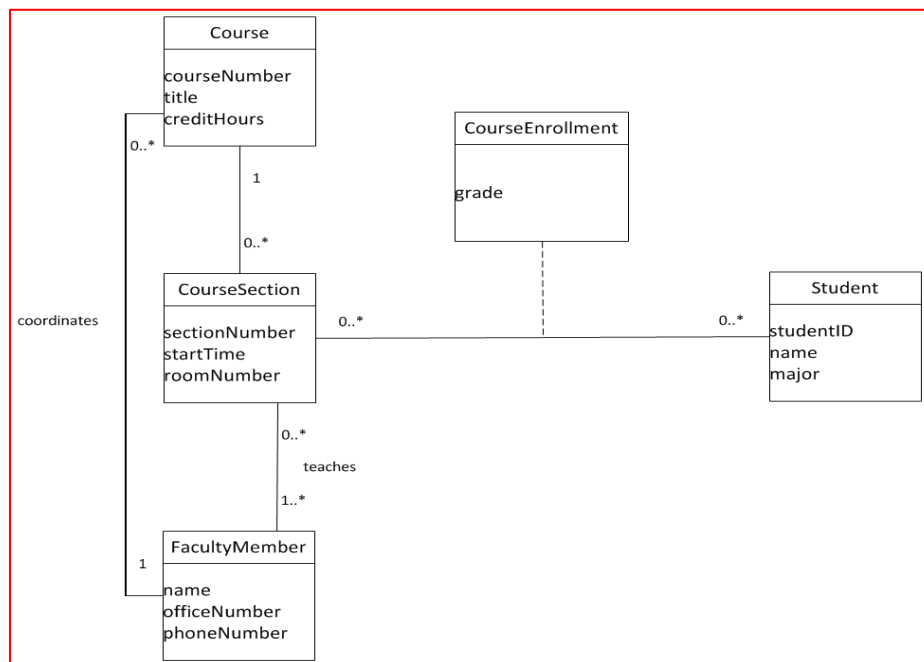 Course
courseNumber
title
creditHours
0..*
1
0..*
CourseEnrollment
grade
CourseSection
sectionNumber
startTime
roomNumber
0..*
0..*
Student
studentID
name
major
coordinates
0..*
teaches
1..*
1
FacultyMember
name
officeNumber
phoneNumber